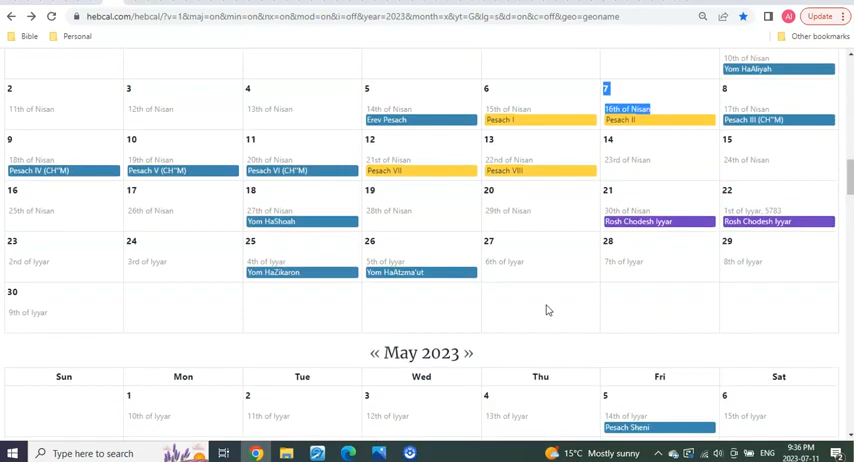 hebcal.com/hebcal/?v=1&maj=on&min=on&nx=on&mod=on&i=off&year=2023&month=x&yt=G&lg=s&d=on&c=off&geo=geoname
AI
Update
Bible
Personal
Other bookmarks
10th of Nisan
Yom HaAliyah
2 3 4 5 6 7 8
11th of Nisan 12th of Nisan 13th of Nisan 14th of Nisan 15th of Nisan 16th of Nisan 17th of Nisan
Erev Pesach Pesach I Pesach II Pesach III (CH''M)
9 10 11 12 13 14 15
18th of Nisan 19th of Nisan 20th of Nisan 21st of Nisan 22nd of Nisan 23rd of Nisan 24th of Nisan
Pesach IV (CH''M) Pesach V (CH''M) Pesach VI (CH''M) Pesach VII Pesach VIII
16 17 18 19 20 21 22
25th of Nisan 26th of Nisan 27th of Nisan 28th of Nisan 29th of Nisan 30th of Nisan 1st of Iyyar, 5783
Yom HaShoah Rosh Chodesh Iyyar Rosh Chodesh Iyyar
23 24 25 26 27 28 29
2nd of Iyyar 3rd of Iyyar 4th of Iyyar 5th of Iyyar 6th of Iyyar 7th of Iyyar 8th of Iyyar
Yom HaZikaron Yom HaAtzma'ut
30
9th of Iyyar
« May 2023 »
Sun Mon Tue Wed Thu Fri Sat
1 2 3 4 5 6
10th of Iyyar 11th of Iyyar 12th of Iyyar 13th of Iyyar 14th of Iyyar 15th of Iyyar
Pesach Sheni
Type here to search
15°C Mostly sunny
ENG
9:36 PM
2023-07-11
2